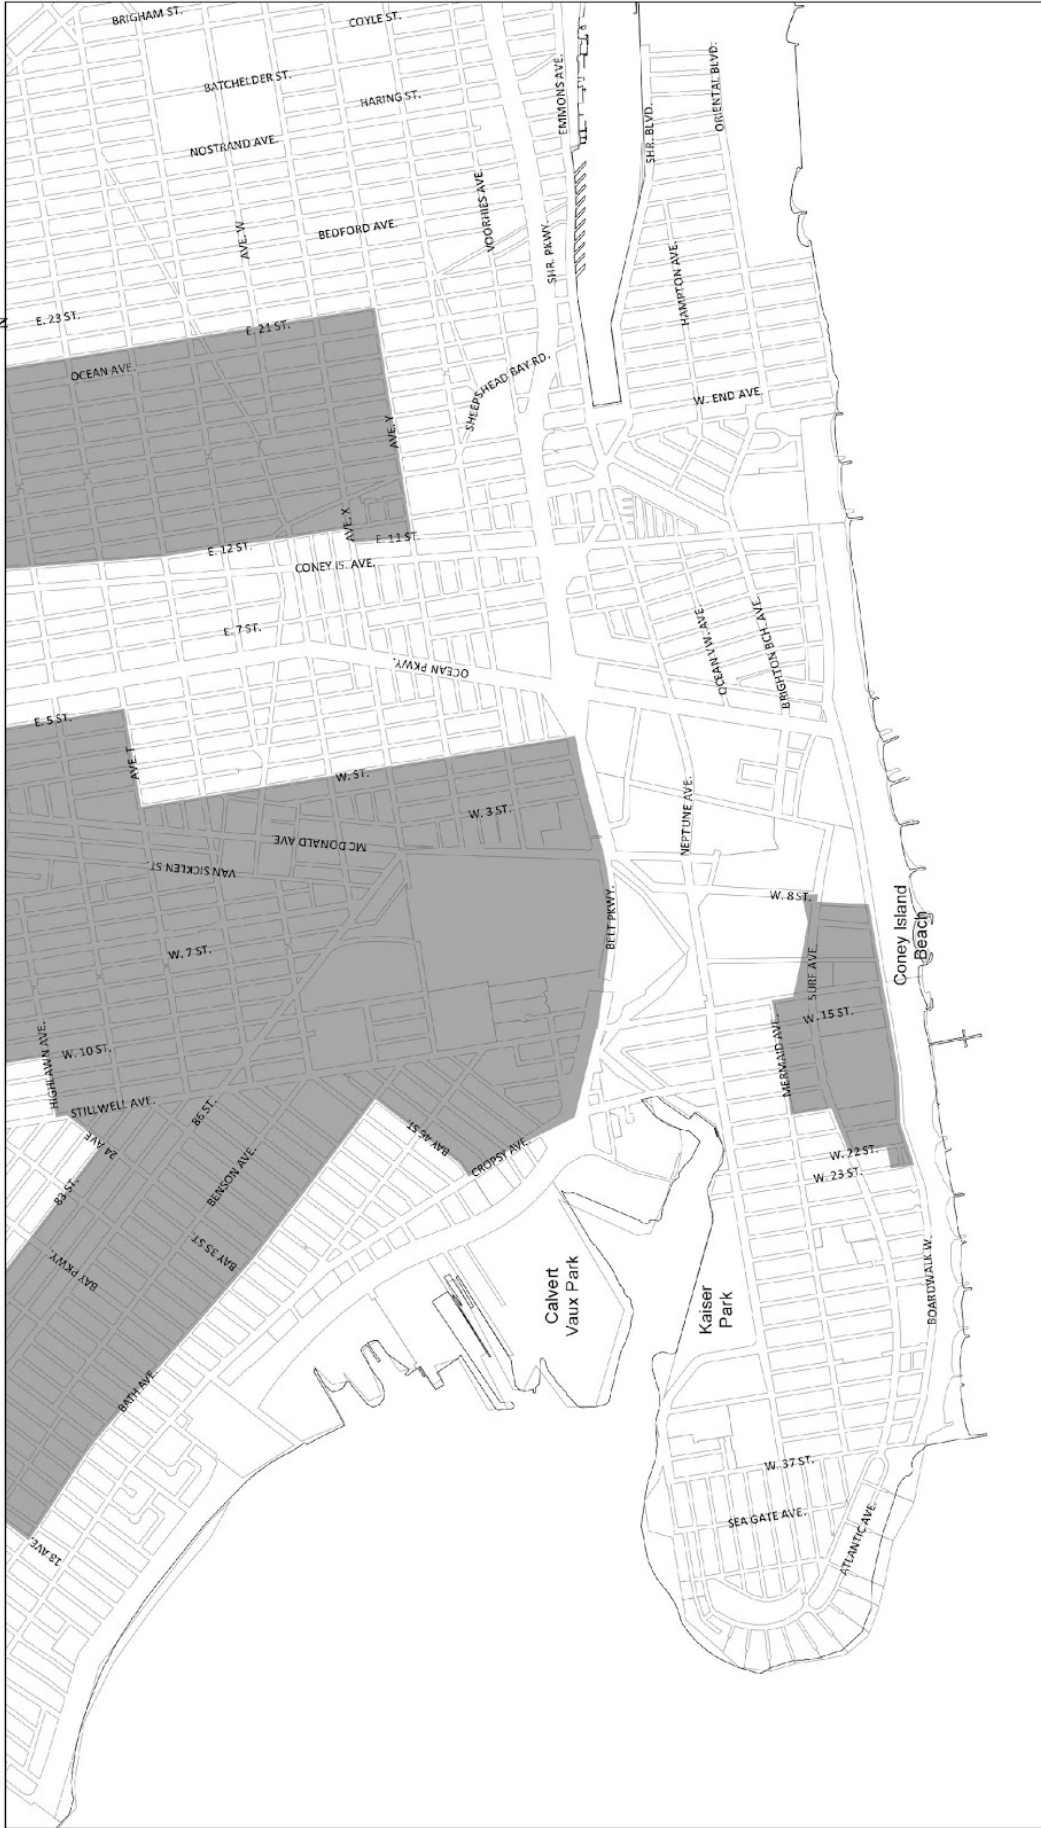 BRIGHAM ST.
COYLE ST.
BATCHELDER ST.
HARING ST.
NOSTRAND AVE.
EMMONS AVE.
SHR. BLVD.
ORIENTAL BLVD.
AVE. W
BEDFORD AVE.
VOORHIES AVE.
SHR. PKWY.
HAMPTON AVE.
E. 23 ST.
E. 21 ST.
OCEAN AVE.
SHEEPSHEAD BAY RD.
W. END AVE.
AVE. Y
AVE. X
E. 11 ST.
E. 12 ST.
CONEY IS. AVE.
E. 7 ST.
OCEAN PKWY.
OCEAN VW. AVE.
BRIGHTON BCH. AVE.
E. 5 ST.
AVE. T
W. ST.
W. 3 ST.
NEPTUNE AVE.
MC DONALD AVE.
VAN SICKLEN ST.
W. 8 ST.
BELT PKWY.
Coney Island
Beach
W. 7 ST.
SURF AVE.
W. 15 ST.
MERMAID AVE.
HIGHLAWN AVE.
W. 10 ST.
STILLWELL AVE.
86 ST.
24 AVE.
BAY 46 ST.
CROPSY AVE.
W. 22 ST.
W. 23 ST.
83 ST.
BENSON AVE.
BAY 35 ST.
BAY PKWY.
BOARDWALK W.
Calvert
Vaux Park
Kaiser
Park
BATH AVE.
W. 37 ST.
SEA GATE AVE.
ATLANTIC AVE.
18 AVE.